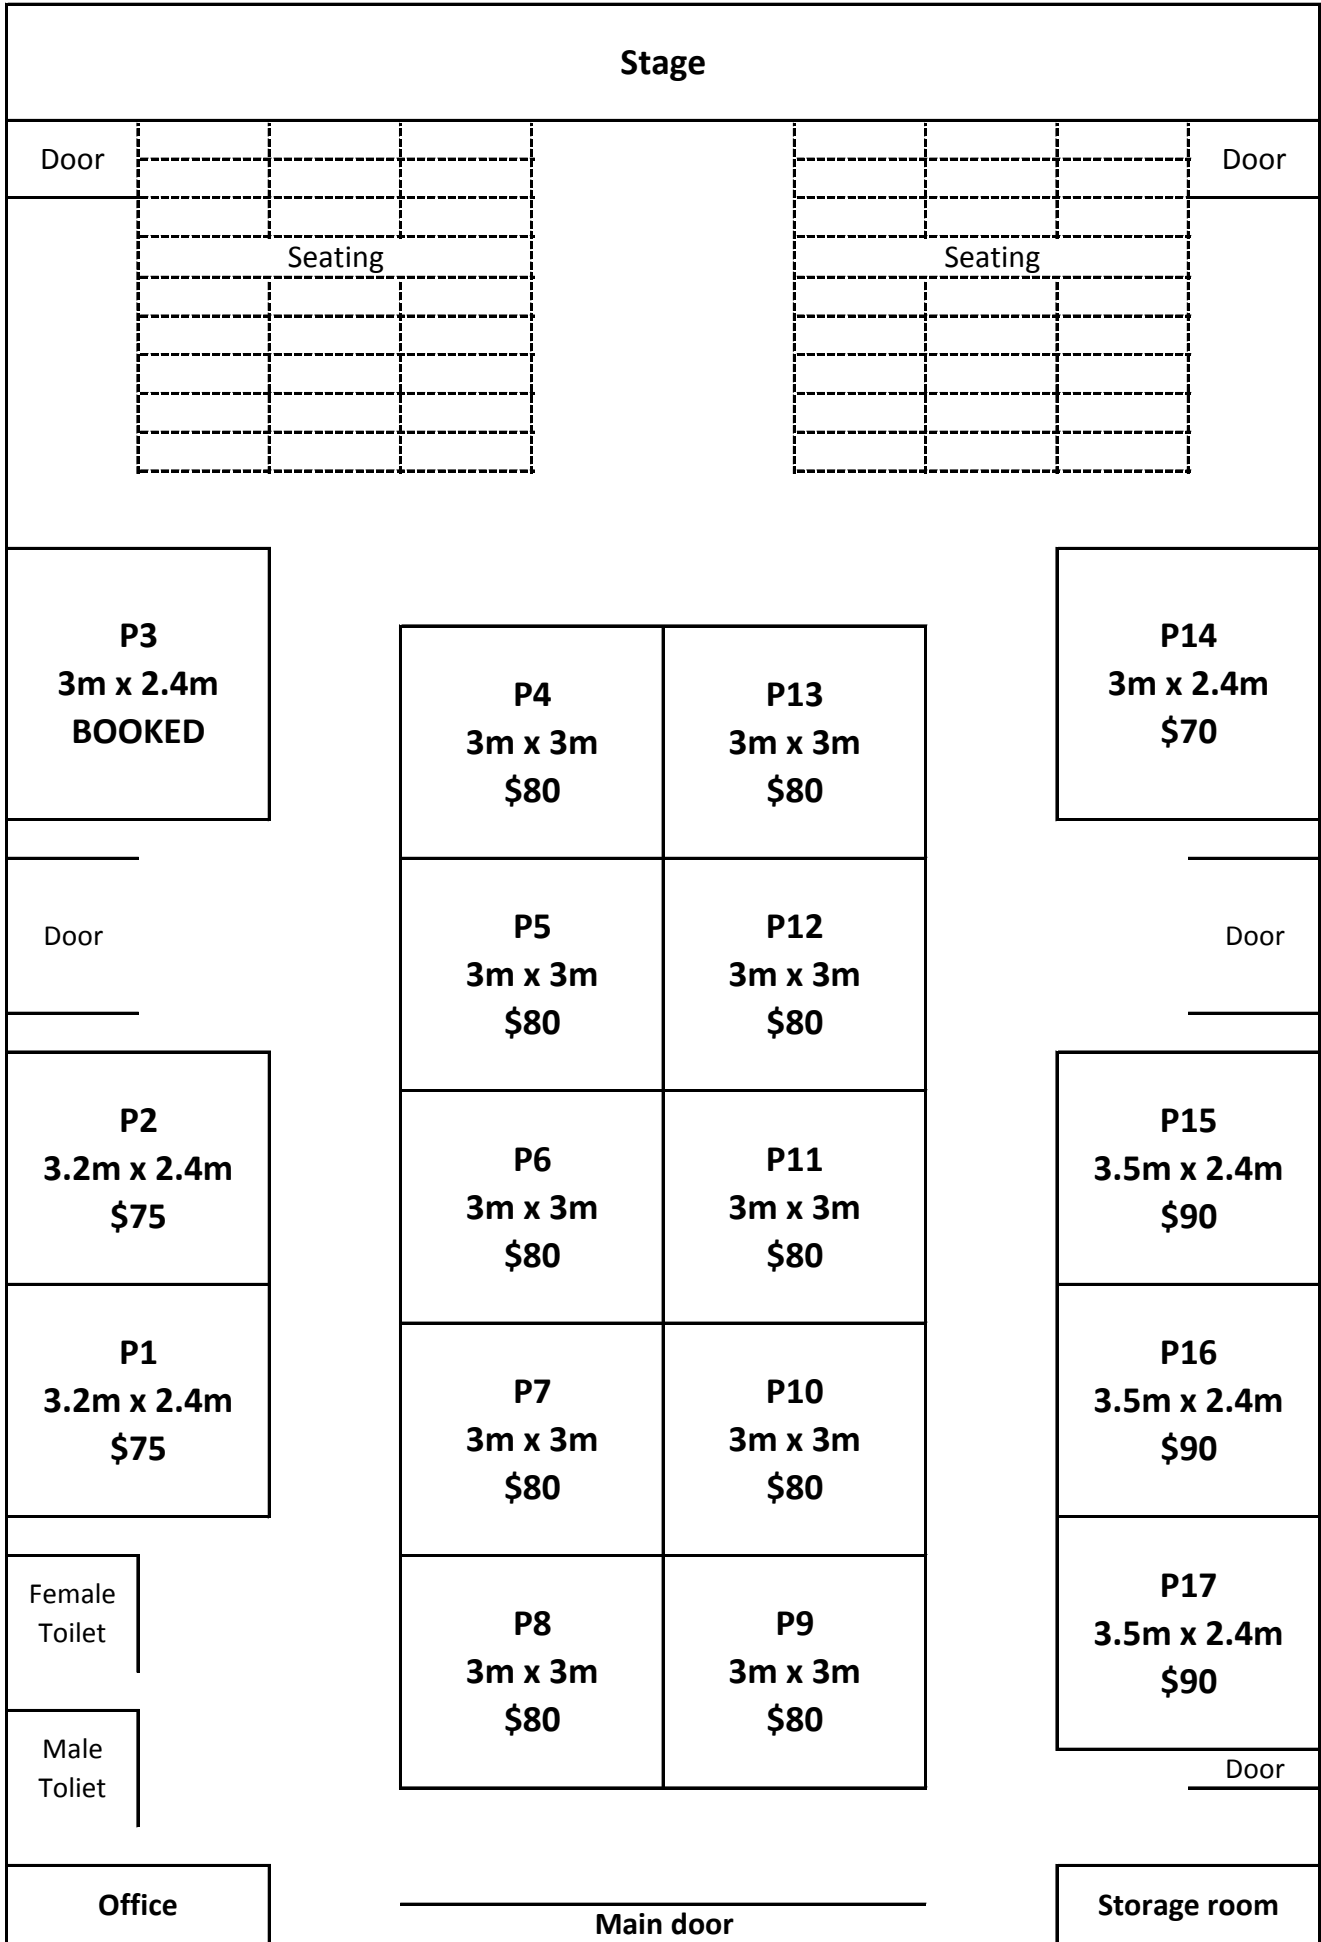 Stage
Door
Door
Seating
Seating
P3
3m x 2.4m
BOOKED
P14
3m x 2.4m
$70
P4
3m x 3m
$80
P13
3m x 3m
$80
Door
P5
3m x 3m
$80
P12
3m x 3m
$80
Door
P2
3.2m x 2.4m
$75
P6
3m x 3m
$80
P11
3m x 3m
$80
P15
3.5m x 2.4m
$90
P1
3.2m x 2.4m
$75
P7
3m x 3m
$80
P10
3m x 3m
$80
P16
3.5m x 2.4m
$90
Female
Toilet
P8
3m x 3m
$80
P9
3m x 3m
$80
P17
3.5m x 2.4m
$90
Male
Toliet
Door
Office
Main door
Storage room